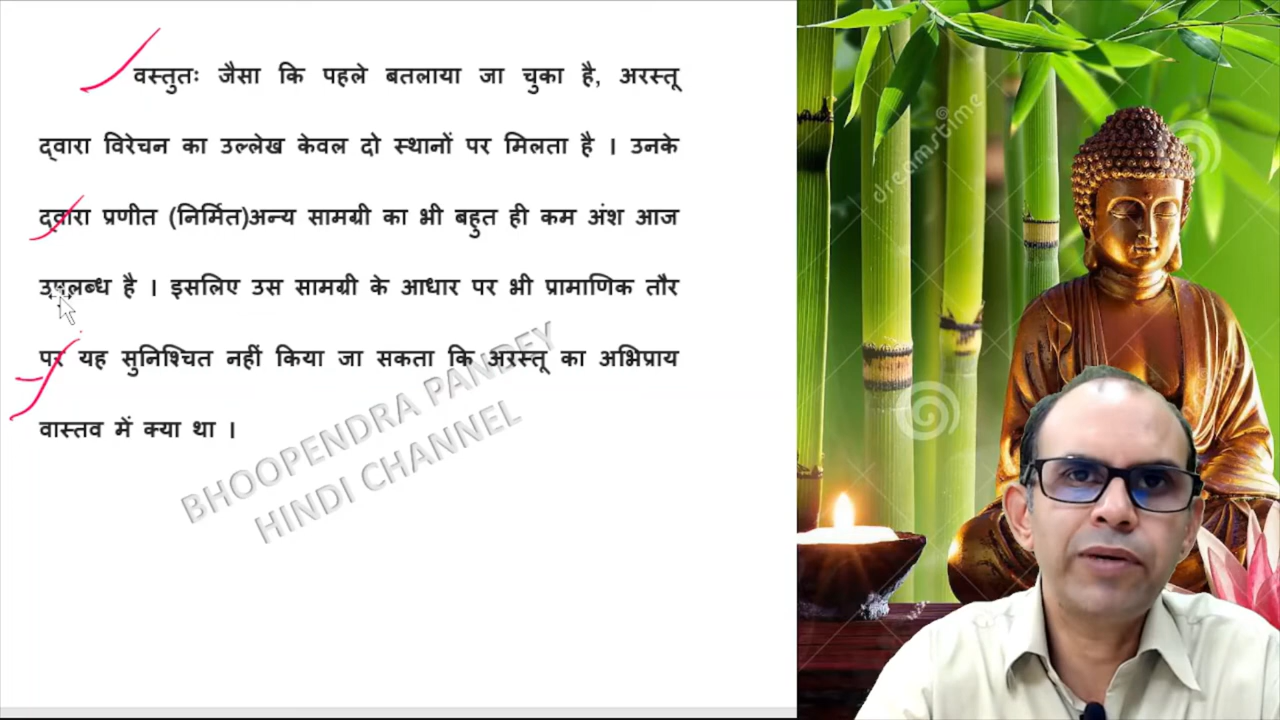 वस्तुतः जैसा कि पहले बतलाया जा चुका है, अरस्तू
द्वारा विरेचन का उल्लेख केवल दो स्थानों पर मिलता है । उनके
द्वारा प्रणीत (निर्मित)अन्य सामग्री का भी बहुत ही कम अंश आज
उपलब्ध है । इसलिए उस सामग्री के आधार पर भी प्रामाणिक तौर
पर यह सुनिश्चित नहीं किया जा सकता कि अरस्तू का अभिप्राय
वास्तव में क्या था ।
BHOOPENDRA PANDEY
HINDI CHANNEL
dreamstime